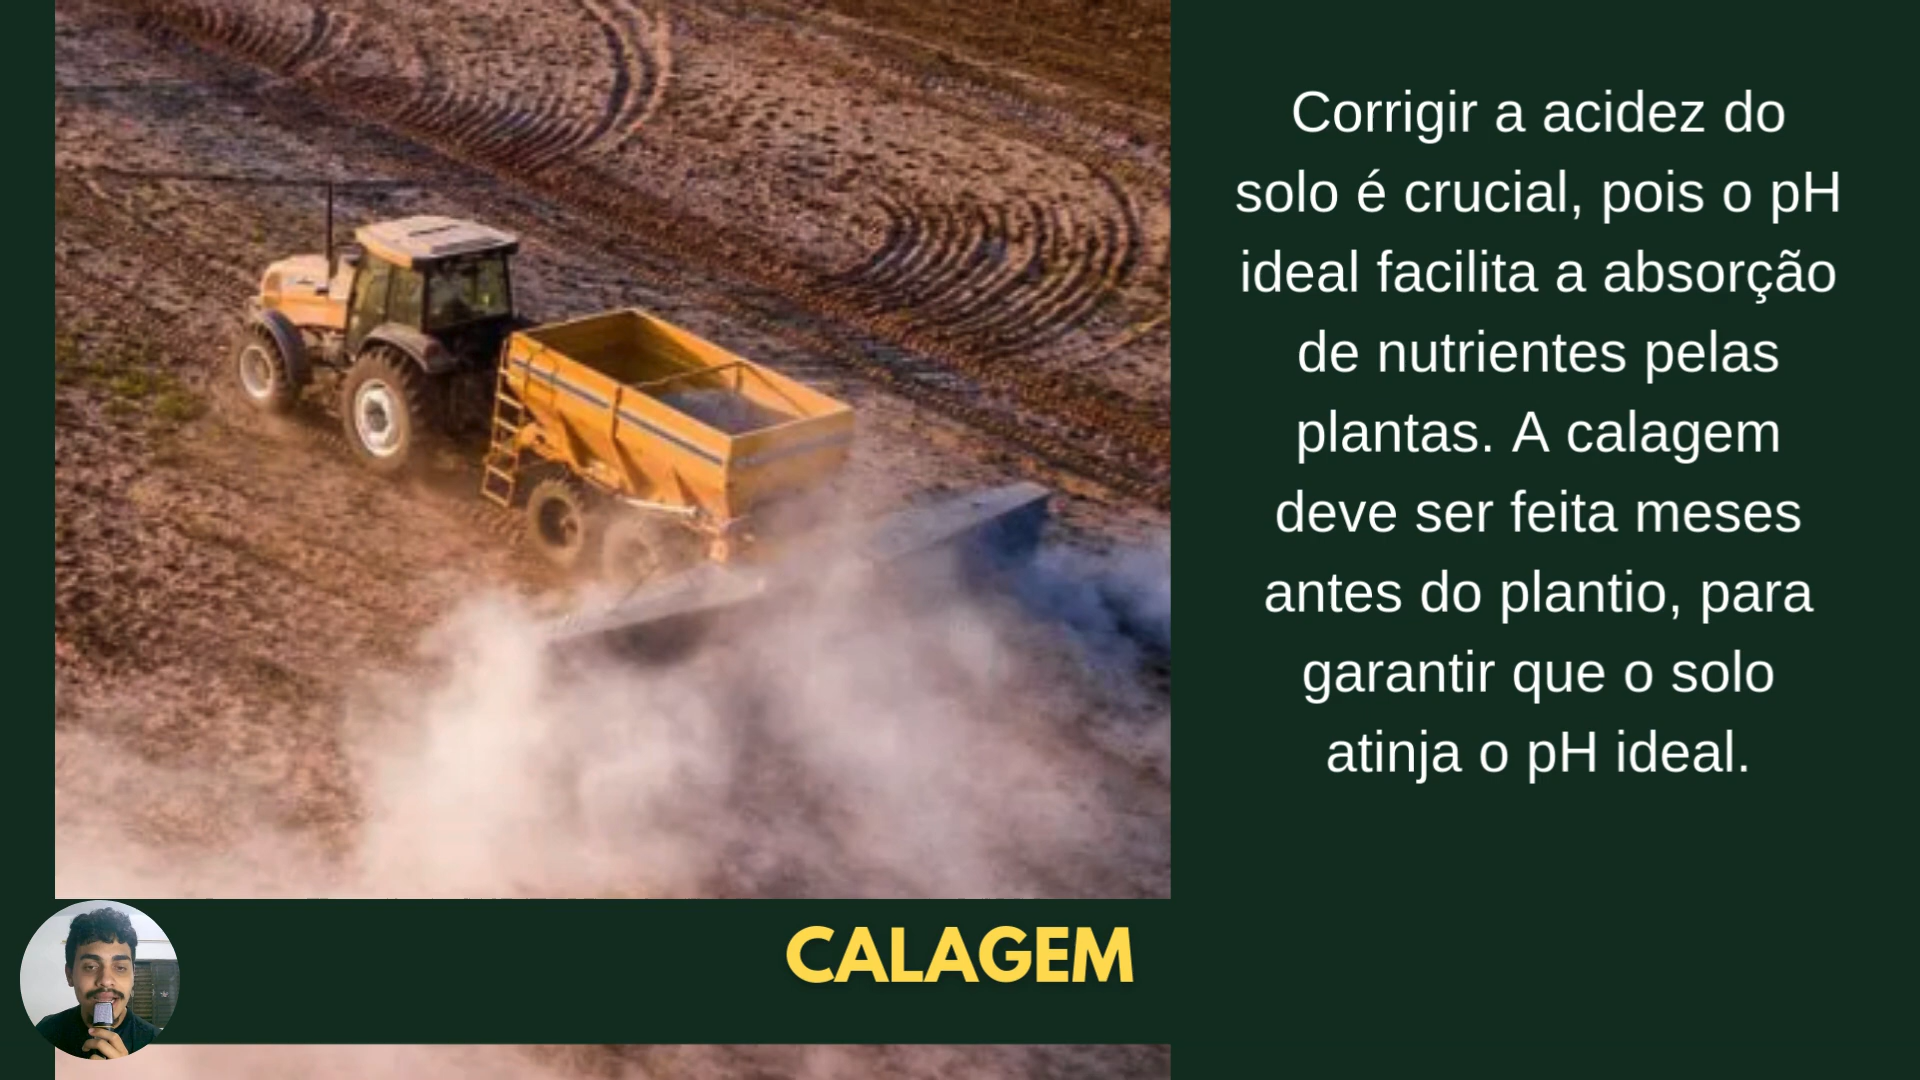 Corrigir a acidez do
solo é crucial, pois o pH
ideal facilita a absorção
de nutrientes pelas
plantas. A calagem
deve ser feita meses
antes do plantio, para
garantir que o solo
atinja o pH ideal.
CALAGEM